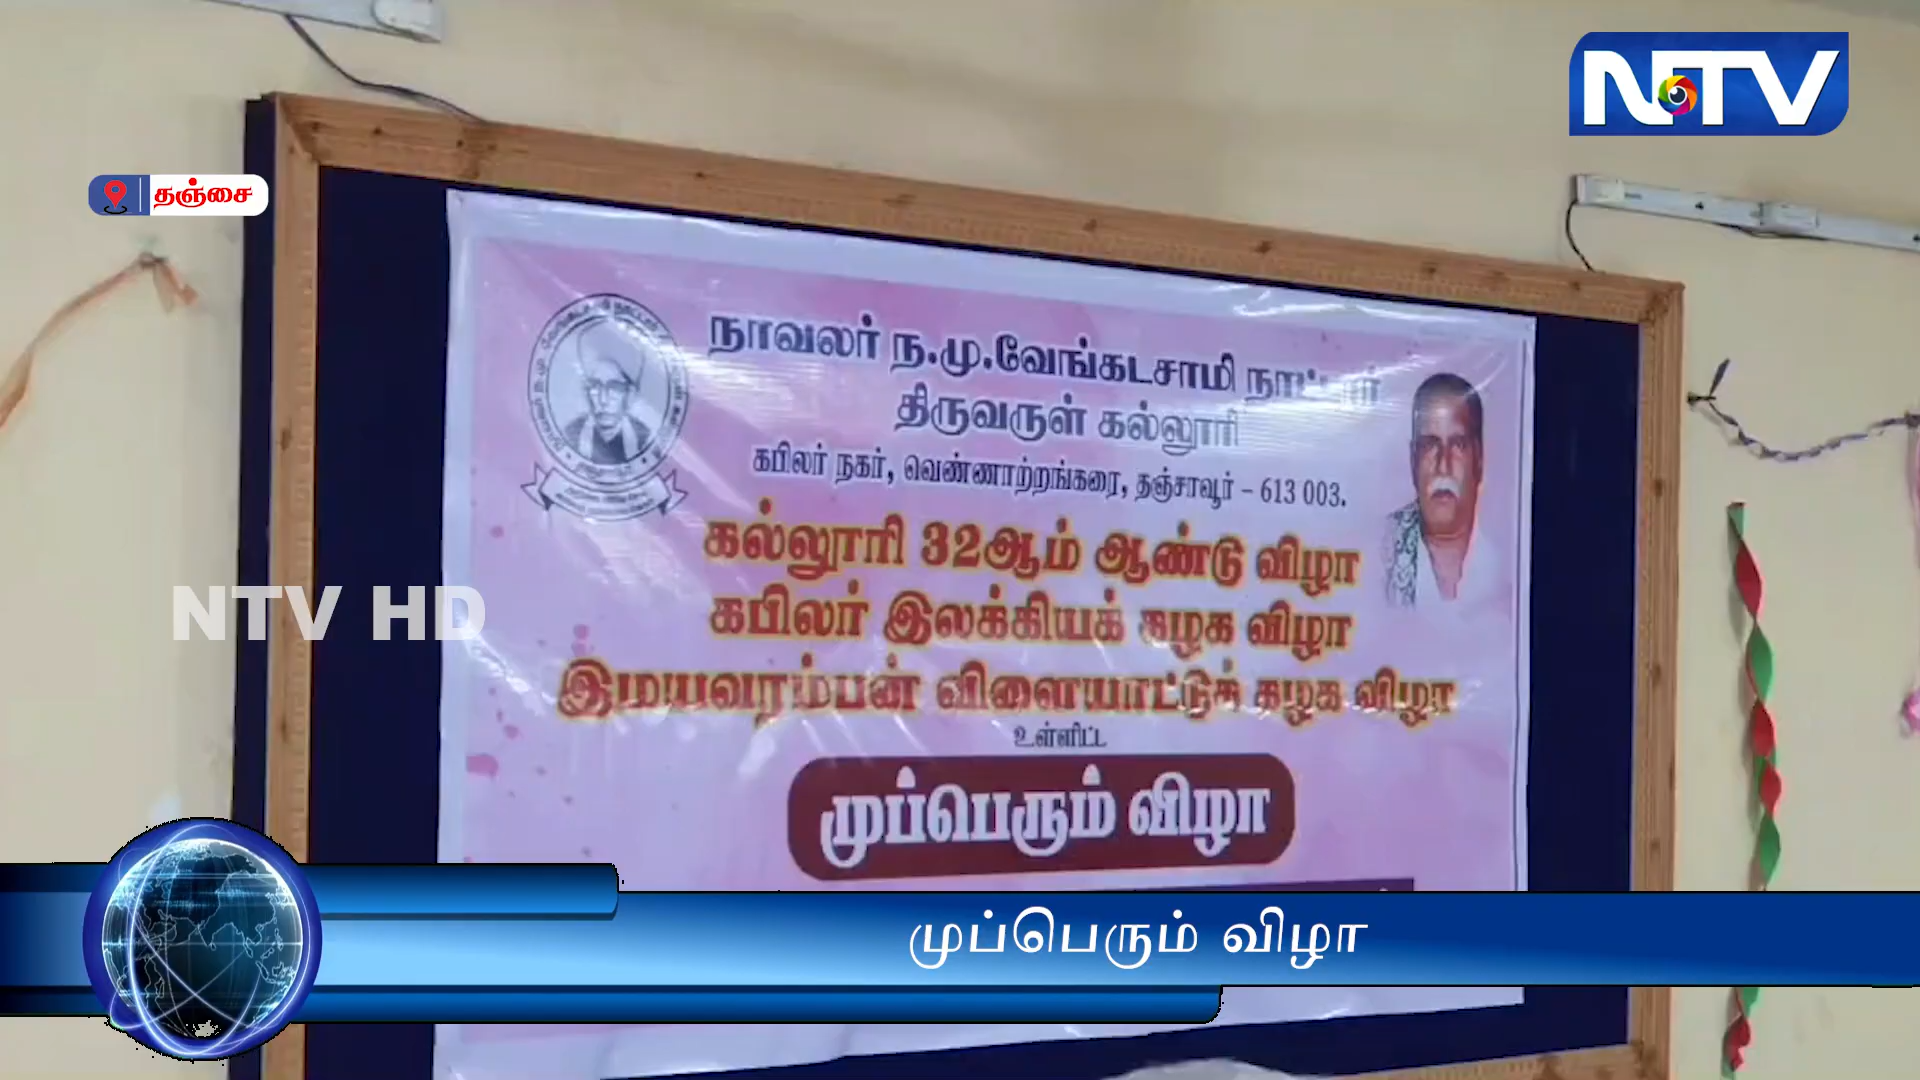 NTV
தஞ்சை
நாவலர் ந.மு.வேங்கடசாமி நாட்டார்
திருவருள் கல்லூரி
கபிலர் நகர், வெண்ணாற்றங்கரை, தஞ்சாவூர் - 613 003.
கல்லூரி 32ஆம் ஆண்டு விழா
கபிலர் இலக்கியக் கழக விழா
NTV HD
இமயவரம்பன் விளையாட்டுக் கழக விழா
உள்ளிட்ட
முப்பெரும் விழா
முப்பெரும் விழா